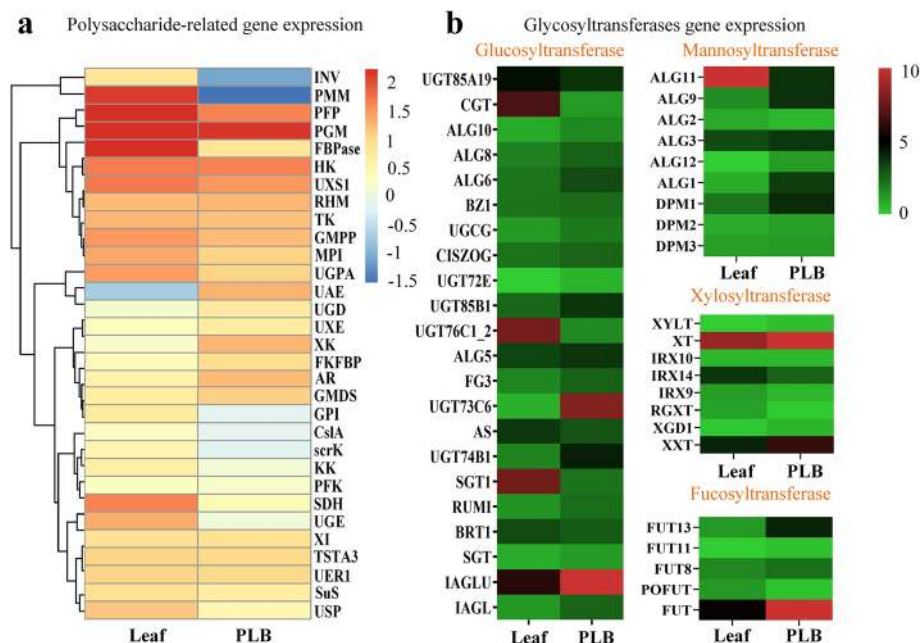 a
Polysaccharide-related gene expression
INV
PMM
PFP
PGM
FBPase
HK
UXS1
RHM
TK
GMPP
MPI
UGPA
UAE
UGD
UXE
XK
FKFBP
AR
GMDS
GPI
CslA
scrK
KK
PFK
SDH
UGE
XI
TSTA3
UER1
SuS
USP
Leaf PLB
2
1.5
1
0.5
0
-0.5
-1
-1.5
b
Glycosyltransferases gene expression
Glucosyltransferase
UGT85A19
CGT
ALG10
ALG8
ALG6
BZ1
UGCG
CISZOG
UGT72E
UGT85B1
UGT76C1_2
ALG5
FG3
UGT73C6
AS
UGT74B1
SGT1
RUMI
BRT1
SGT
IAGLU
IAGL
Leaf PLB
Mannosyltransferase
ALG11
ALG9
ALG2
ALG3
ALG12
ALG1
DPM1
DPM2
DPM3
Leaf PLB
10
5
0
Xylosyltransferase
XYLT
XT
IRX10
IRX14
IRX9
RGXT
XGD1
XXT
Leaf PLB
Fucosyltransferase
FUT13
FUT11
FUT8
POFUT
FUT
Leaf PLB